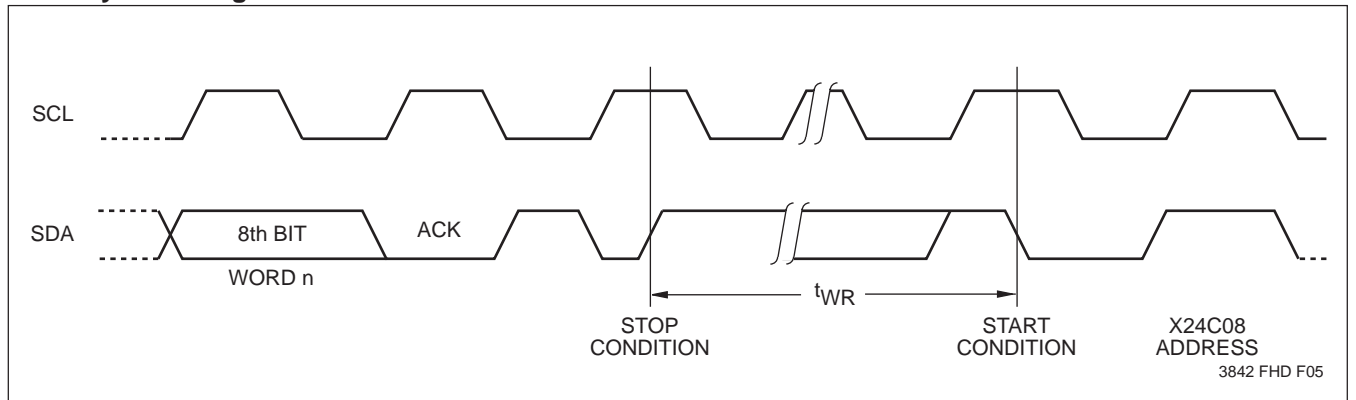 SCL
SDA
8th BIT
ACK
WORD n
tWR
STOP
CONDITION
START
CONDITION
X24C08
ADDRESS
3842 FHD F05